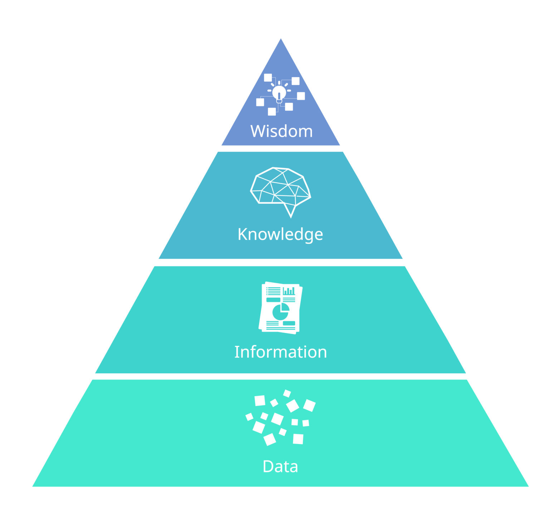 Wisdom
Knowledge
Information
Data